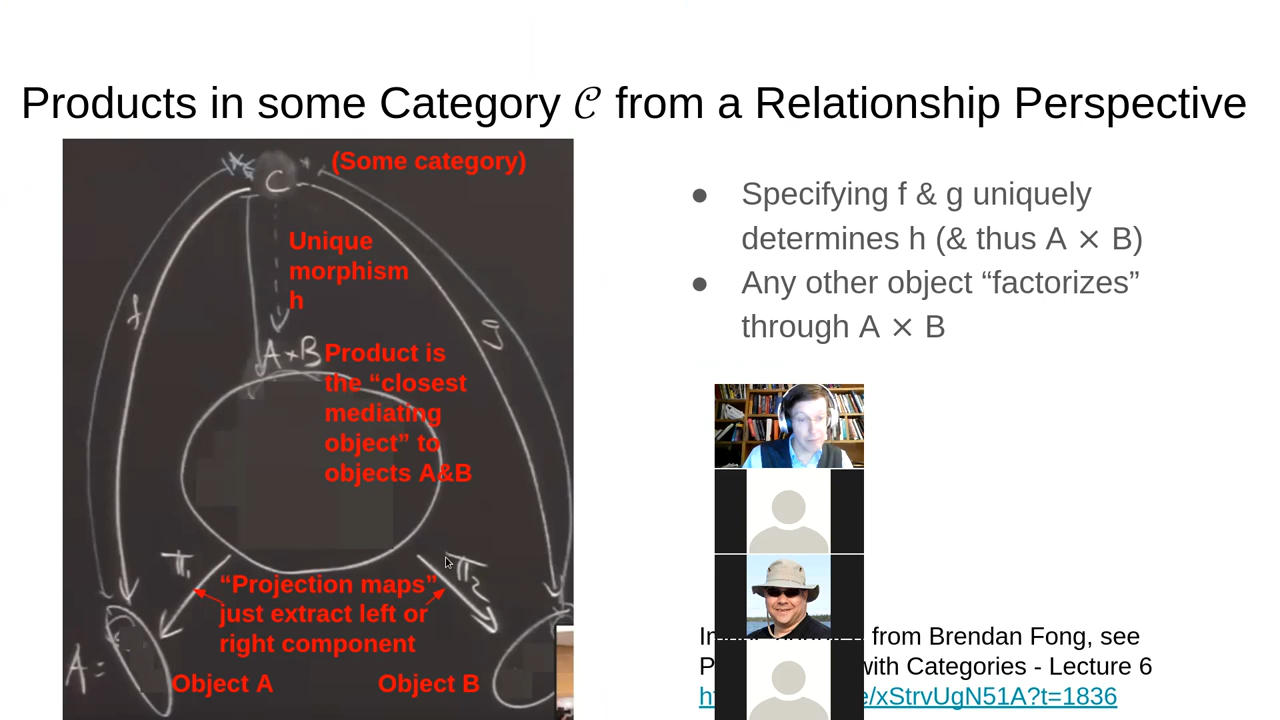 Products in some Category 𝒞 from a Relationship Perspective
(Some category)
C
Unique
morphism
h
f
g
A×B
Product is
the “closest
mediating
object” to
objects A&B
π₁
π₂
“Projection maps”
just extract left or
right component
A =
Object A
Object B
● Specifying f & g uniquely
determines h (& thus A × B)
● Any other object “factorizes”
through A × B
from Brendan Fong, see
with Categories - Lecture 6
e/xStrvUgN51A?t=1836